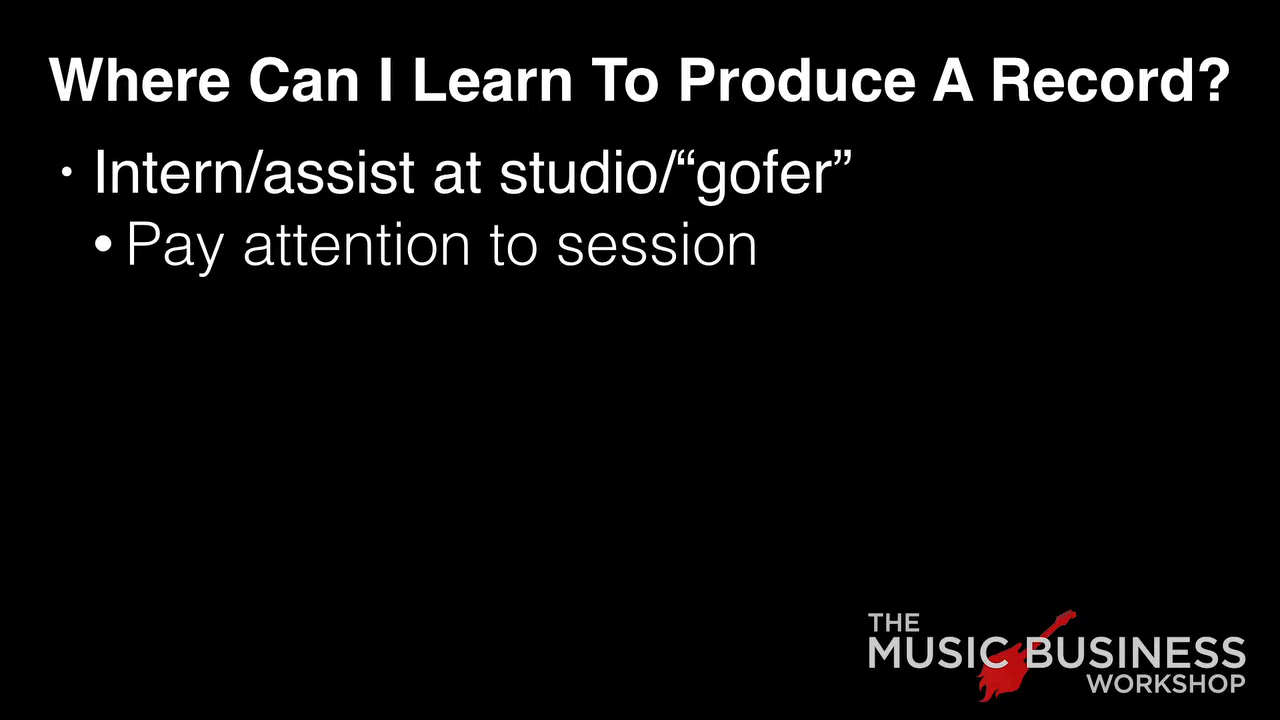 Where Can I Learn To Produce A Record?
• Intern/assist at studio/“gofer”
• Pay attention to session
THE
MUSIC BUSINESS
WORKSHOP